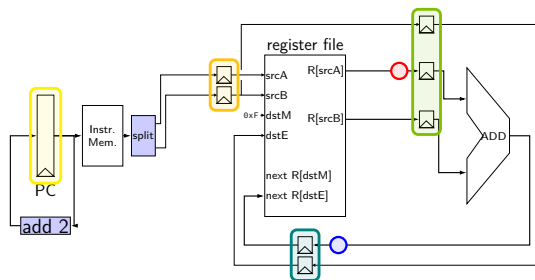 register file
srcA
R[srcA]
srcB
0xF
dstM
dstE
R[srcB]
next R[dstM]
next R[dstE]
Instr.
Mem.
split
ADD
PC
add 2